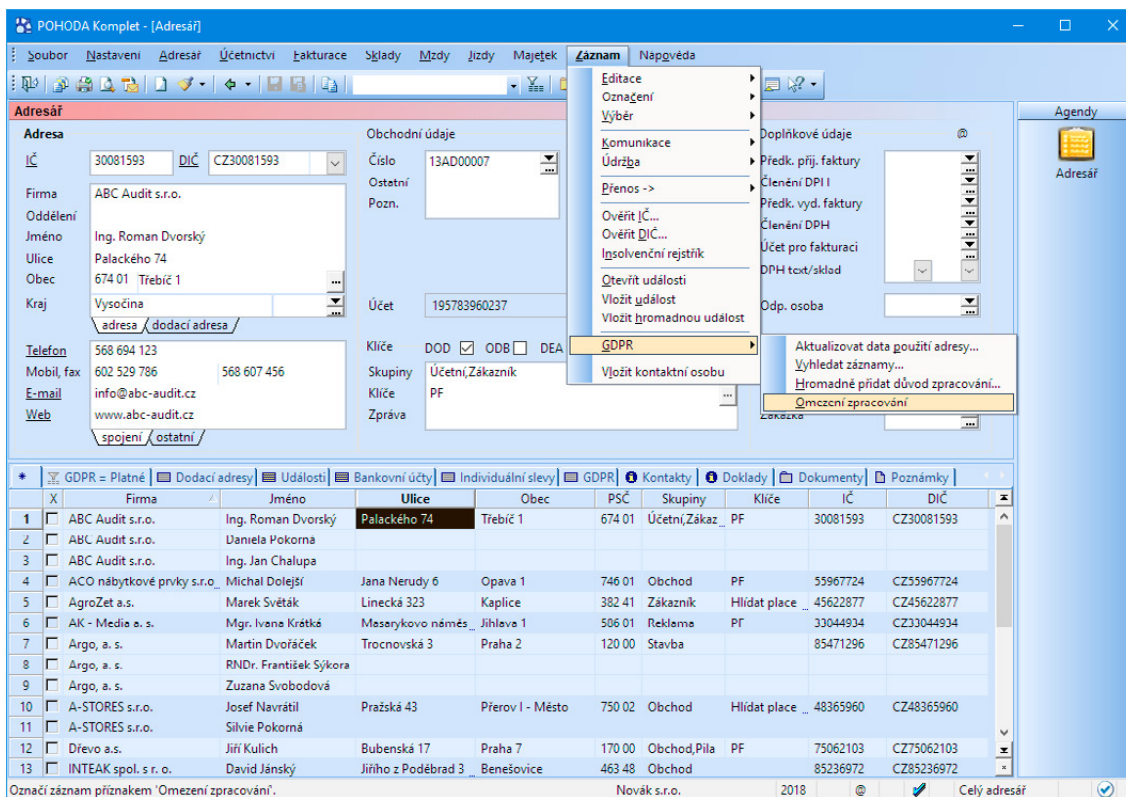 POHODA Komplet - [Adresář]
Soubor Nastavení Adresář Účetnictví Fakturace Sklady Mzdy Jízdy Majetek Záznam Nápověda
Adresář
Agendy
Adresář
Adresa
IČ 30081593 DIČ CZ30081593
Firma ABC Audit s.r.o.
Oddělení
Jméno Ing. Roman Dvorský
Ulice Palackého 74
Obec 674 01 Třebíč 1
Kraj Vysočina
adresa dodací adresa
Telefon 568 694 123
Mobil, fax 602 529 786 568 607 456
E-mail info@abc-audit.cz
Web www.abc-audit.cz
spojení ostatní
Obchodní údaje
Číslo 13AD00007
Ostatní
Pozn.
Účet 195783960237
Klíče DOD ODB DEA
Skupiny Účetní,Zákazník
Klíče PF
Zpráva
Editace
Označení
Výběr
Komunikace
Údržba
Přenos ->
Ověřit IČ...
Ověřit DIČ...
Insolvenční rejstřík
Otevřít události
Vložit událost
Vložit hromadnou událost
GDPR
Vložit kontaktní osobu
Doplňkové údaje @
Předk. přij. faktury
Členění DPH
Předk. vyd. faktury
Členění DPH
Účet pro fakturaci
DPH text/sklad
Odp. osoba
Aktualizovat data použití adresy...
Vyhledat záznamy...
Hromadně přidat důvod zpracování...
Omezení zpracování
Zakázka
* GDPR = Platné Dodací adresy Události Bankovní účty Individuální slevy GDPR Kontakty Doklady Dokumenty Poznámky
X Firma Jméno Ulice Obec PSČ Skupiny Klíče IČ DIČ
1 ABC Audit s.r.o. Ing. Roman Dvorský Palackého 74 Třebíč 1 674 01 Účetní,Zákaz PF 30081593 CZ30081593
2 ABC Audit s.r.o. Daniela Pokorná
3 ABC Audit s.r.o. Ing. Jan Chalupa
4 ACO nábytkové prvky s.r.o Michal Dolejší Jana Nerudy 6 Opava 1 746 01 Obchod PF 55967724 CZ55967724
5 AgroZet a.s. Marek Světák Linecká 323 Kaplice 382 41 Zákazník Hlídat place 45622877 CZ45622877
6 AK - Media a. s. Mgr. Ivana Krátká Masarykovo náměs Jihlava 1 586 01 Reklama PF 33044934 CZ33044934
7 Argo, a. s. Martin Dvořáček Trocnovská 3 Praha 2 120 00 Stavba 85471296 CZ85471296
8 Argo, a. s. RNDr. František Sýkora
9 Argo, a. s. Zuzana Svobodová
10 A-STORES s.r.o. Josef Navrátil Pražská 43 Přerov I - Město 750 02 Obchod Hlídat place 48365960 CZ48365960
11 A-STORES s.r.o. Silvie Pokorná
12 Dřevo a.s. Jiří Kulich Bubenská 17 Praha 7 170 00 Obchod,Pila PF 75062103 CZ75062103
13 INTEAK spol. s r. o. David Jánský Jiřího z Poděbrad 3 Benešovice 463 48 Obchod 85236972 CZ85236972
Označí záznam příznakem 'Omezení zpracování'. Novák s.r.o. 2018 @ Celý adresář